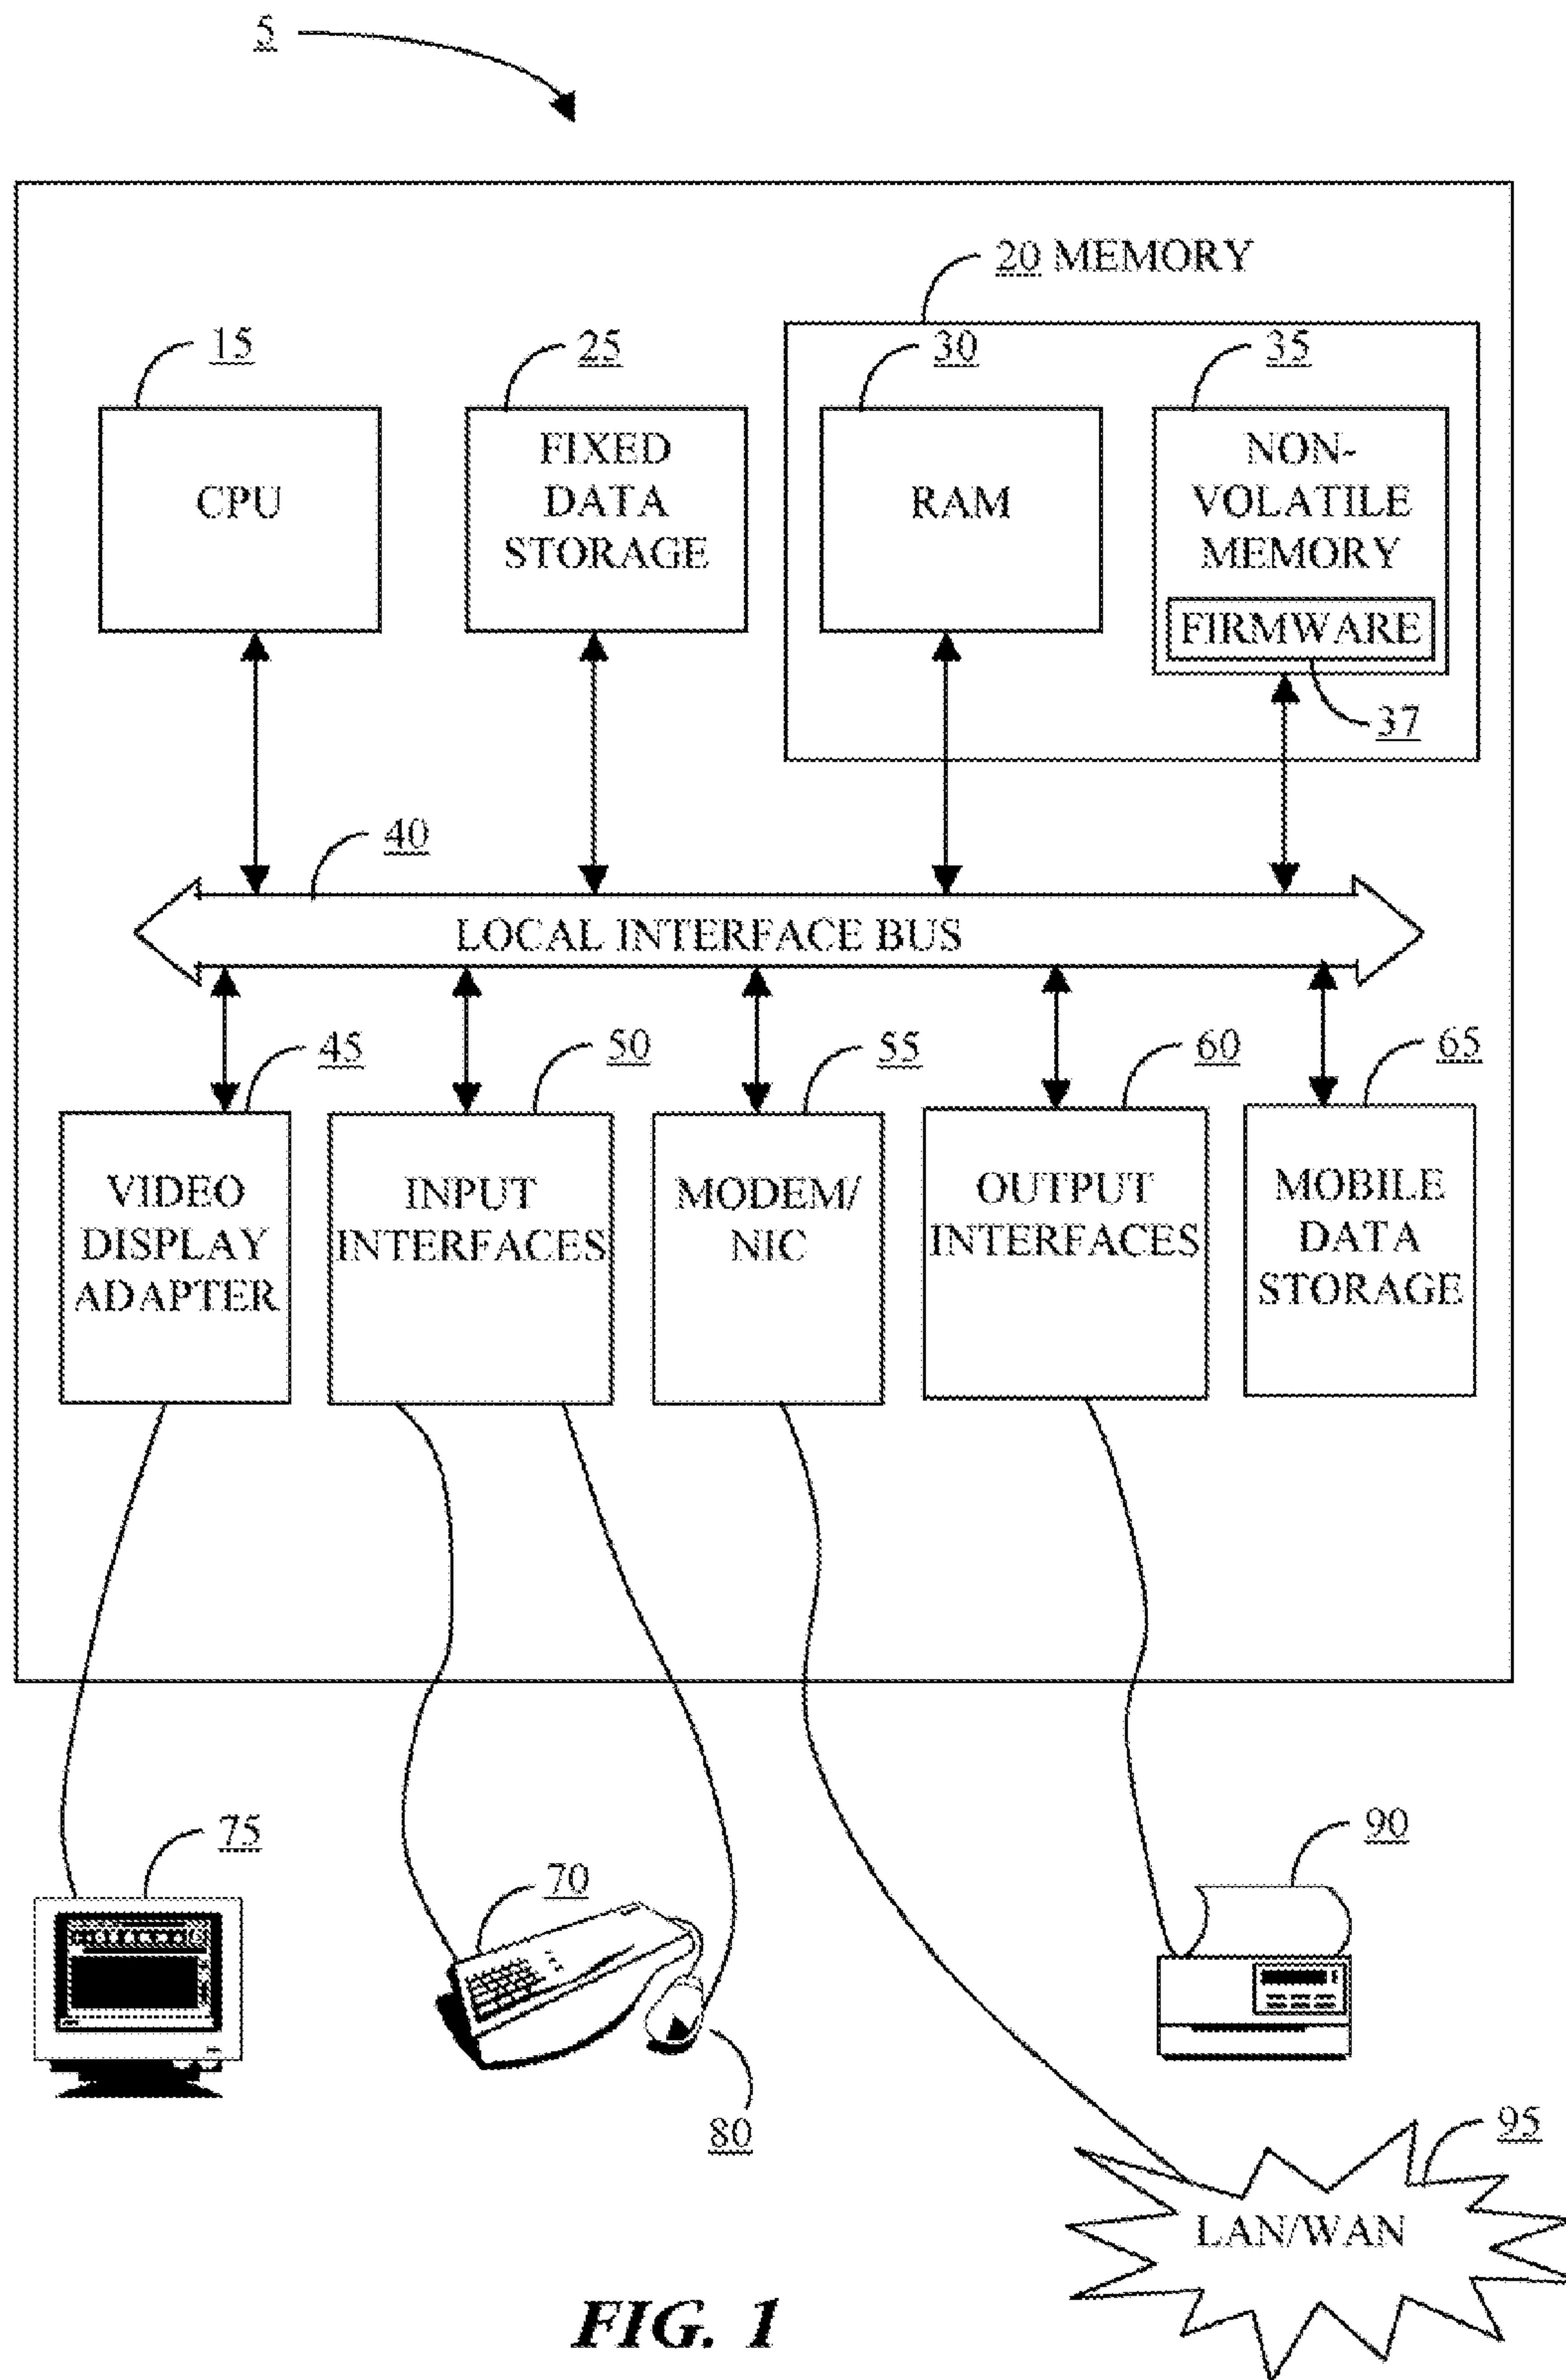 5
20 MEMORY
15
25
30
35
CPU
FIXED
DATA
STORAGE
RAM
NON-
VOLATILE
MEMORY
FIRMWARE
37
40
LOCAL INTERFACE BUS
45
50
55
60
65
VIDEO
DISPLAY
ADAPTER
INPUT
INTERFACES
MODEM/
NIC
OUTPUT
INTERFACES
MOBILE
DATA
STORAGE
75
70
90
80
95
LAN/WAN
FIG. 1